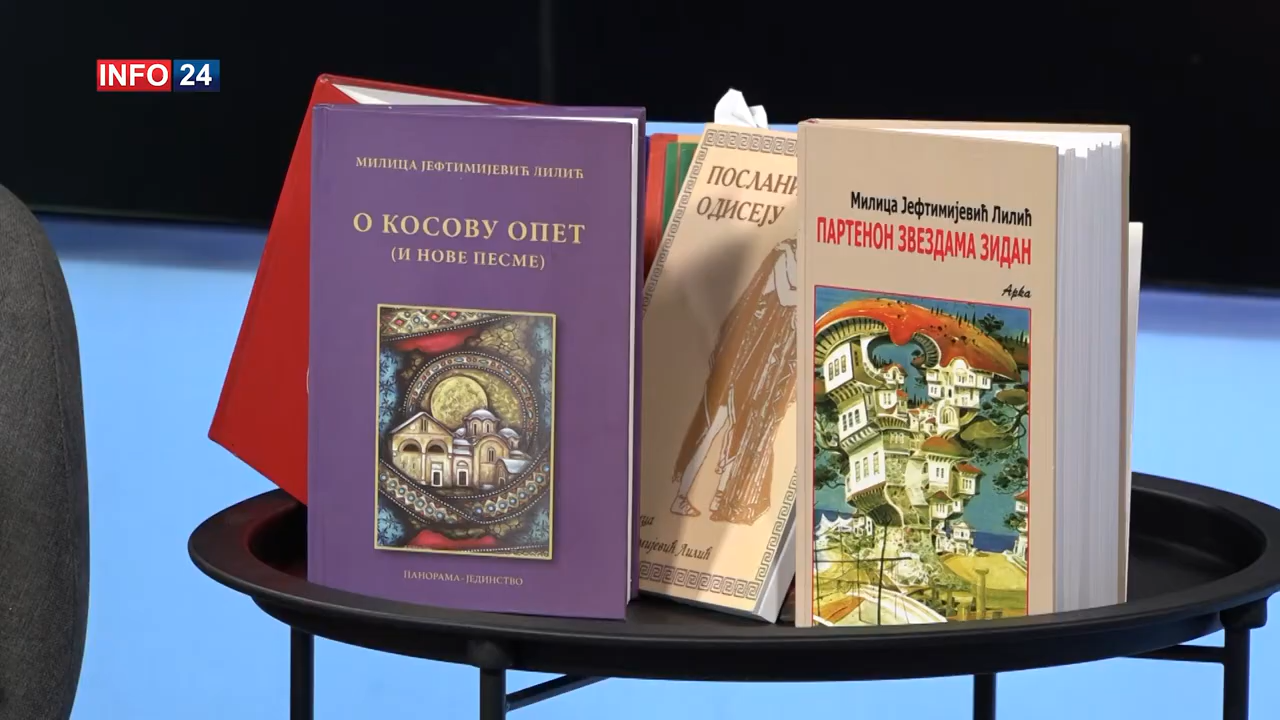 INFO 24
МИЛИЦА ЈЕФТИМИЈЕВИЋ ЛИЛИЋ
О КОСОВУ ОПЕТ
(И НОВЕ ПЕСМЕ)
ПАНОРАМА-ЈЕДИНСТВО
ОДИСЕЈУ
Лилић
Милица Јефтимијевић Лилић
ПАРТЕНОН ЗВЕЗДАМА ЗИДАН
Арка